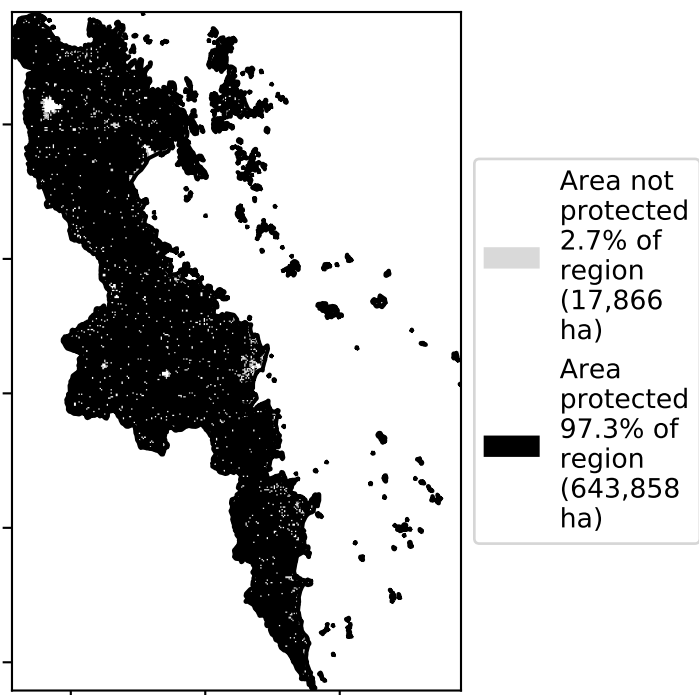 Area not
protected
2.7% of
region
(17,866
ha)
Area
protected
97.3% of
region
(643,858
ha)